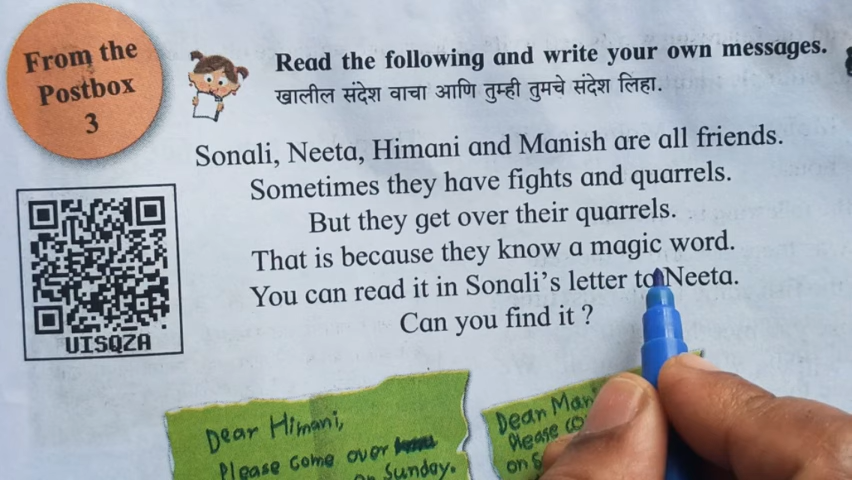 From the
Postbox
3
Read the following and write your own messages.
खालील संदेश वाचा आणि तुम्ही तुमचे संदेश लिहा.
Sonali, Neeta, Himani and Manish are all friends.
Sometimes they have fights and quarrels.
But they get over their quarrels.
That is because they know a magic word.
You can read it in Sonali's letter to Neeta.
Can you find it ?
UISQZA
Dear Himani,
Please come over
on Sunday.
Dear
Please
on